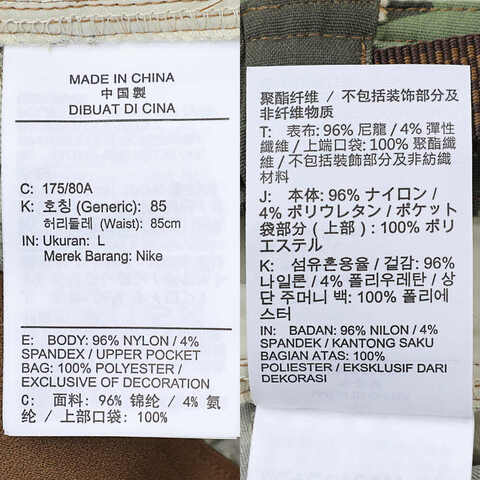 MADE IN CHINA
中国製
DIBUAT DI CINA
C: 175/80A
K: 호칭 (Generic): 85
허리둘레 (Waist): 85cm
IN: Ukuran: L
Merek Barang: Nike
E: BODY: 96% NYLON / 4%
SPANDEX / UPPER POCKET
BAG: 100% POLYESTER /
EXCLUSIVE OF DECORATION
C: 面料: 96% 锦纶 / 4% 氨
纶 / 上部口袋: 100%
聚酯纤维 / 不包括装饰部分及
非纤维物质
T: 表布: 96% 尼龍 / 4% 彈性
纖維 / 上端口袋: 100% 聚酯纖
維 / 不包括裝飾部分及非紡織
材料
J: 本体: 96% ナイロン /
4% ポリウレタン / ポケット
袋部分 (上部) : 100% ポリ
エステル
K: 섬유혼용율 / 겉감: 96%
나일론 / 4% 폴리우레탄 / 상
단 주머니 백: 100% 폴리에
스터
IN: BADAN: 96% NILON / 4%
SPANDEK / KANTONG SAKU
BAGIAN ATAS: 100%
POLIESTER / EKSKLUSIF DARI
DEKORASI